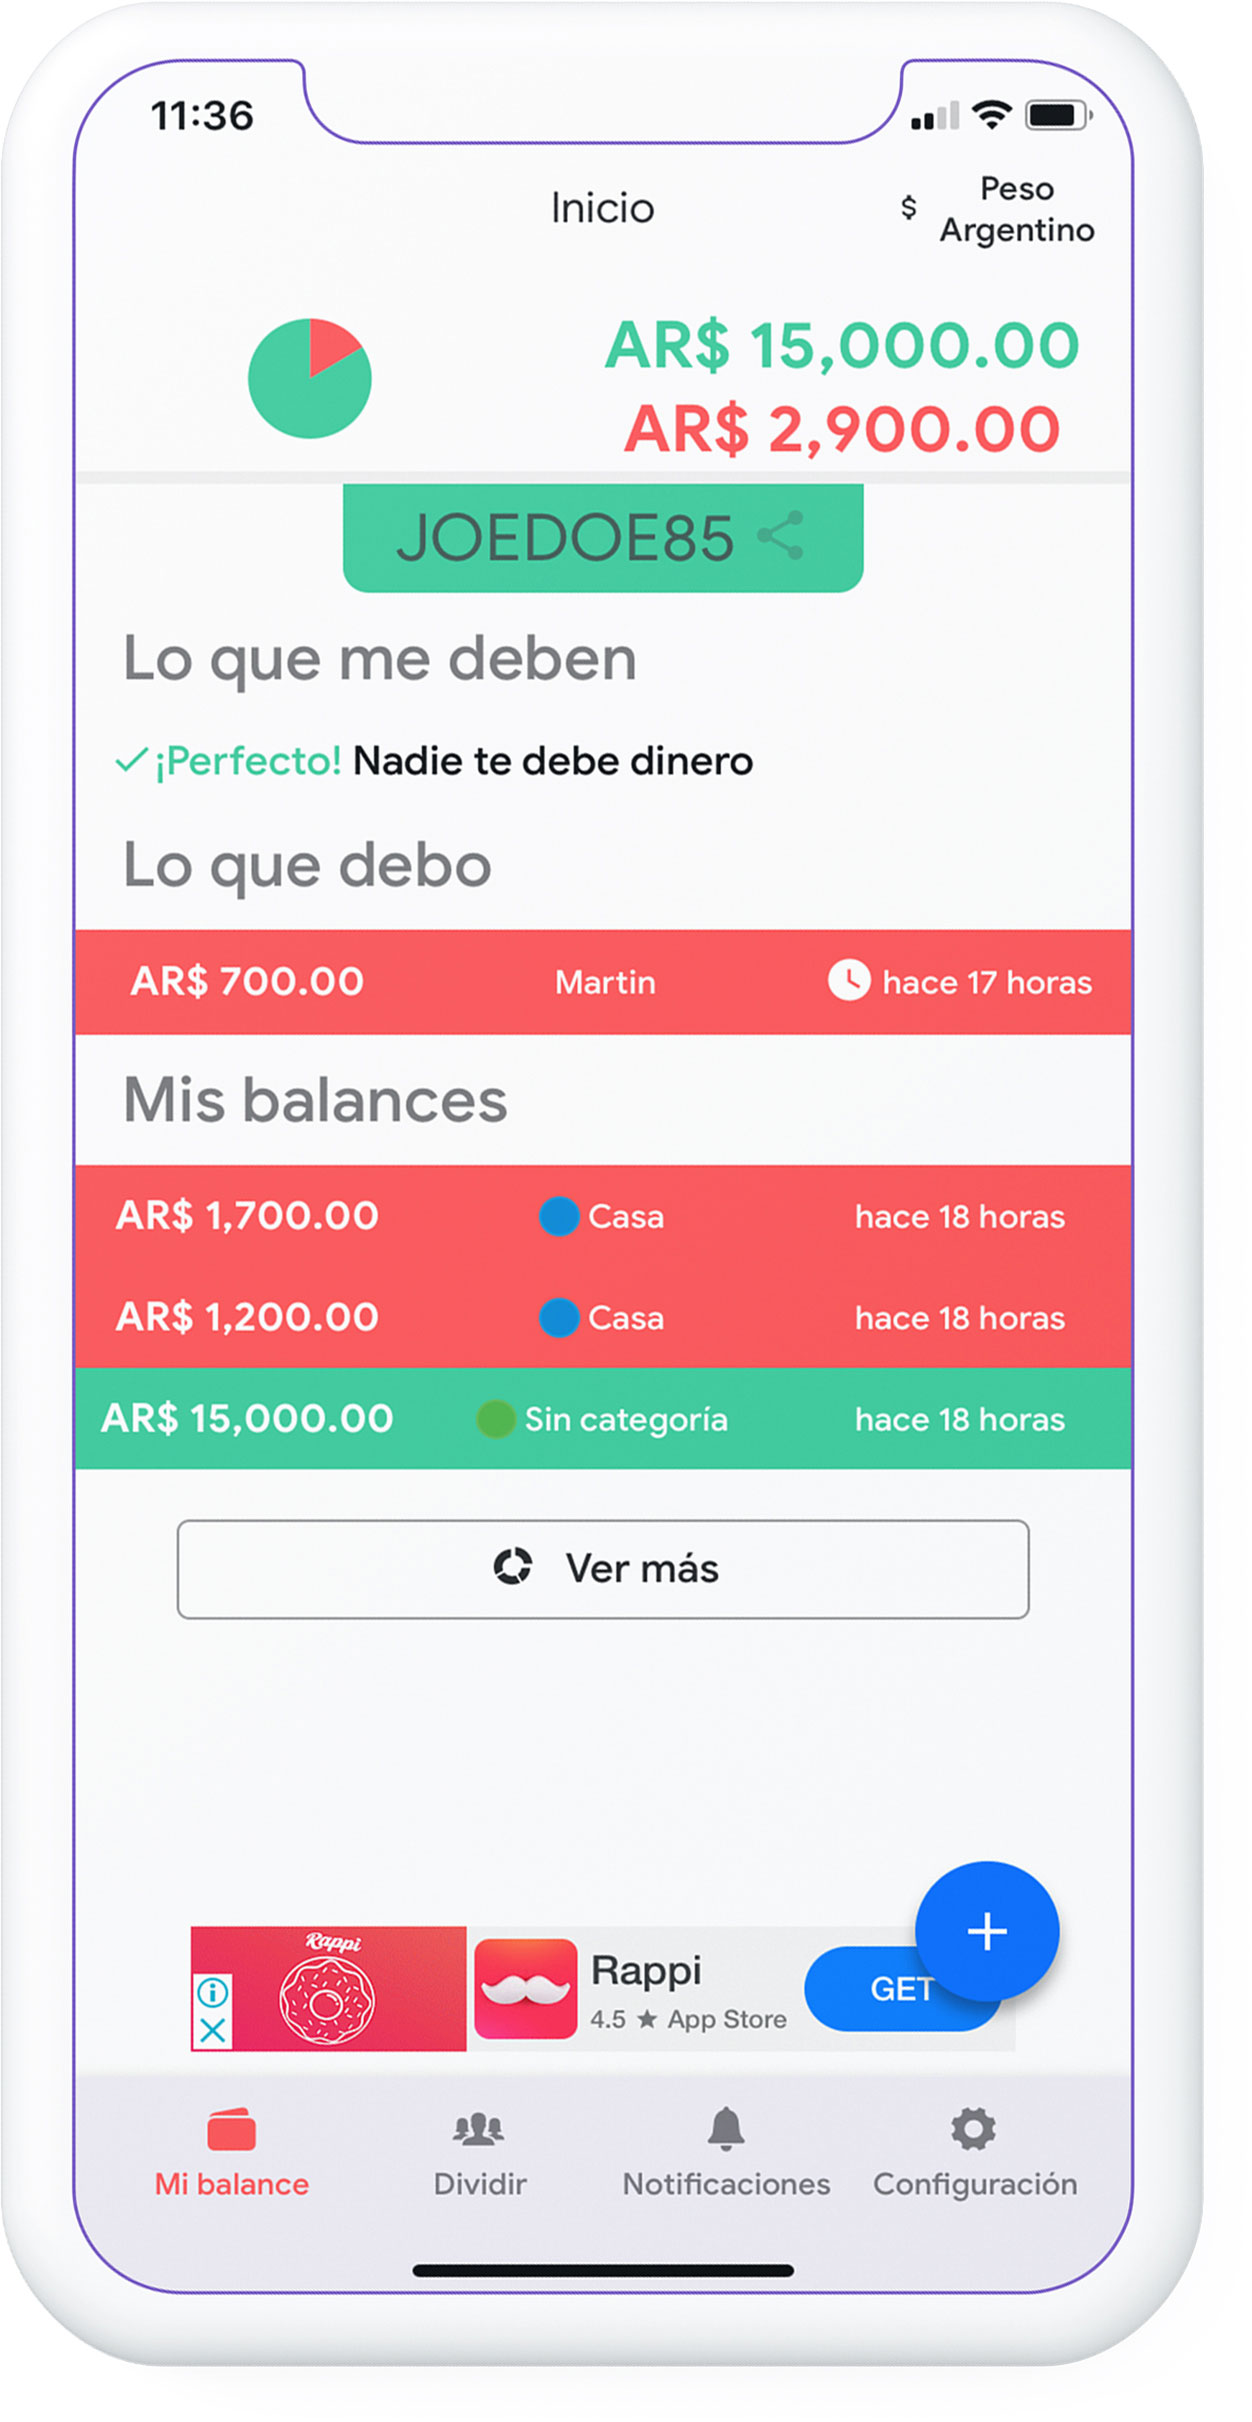 11:36
Inicio
$ Peso
Argentino
AR$ 15,000.00
AR$ 2,900.00
JOEDOE85
Lo que me deben
¡Perfecto! Nadie te debe dinero
Lo que debo
AR$ 700.00 Martin hace 17 horas
Mis balances
AR$ 1,700.00 Casa hace 18 horas
AR$ 1,200.00 Casa hace 18 horas
AR$ 15,000.00 Sin categoría hace 18 horas
Ver más
Rappi
Rappi
4.5 ★ App Store
GET
+
Mi balance Dividir Notificaciones Configuración